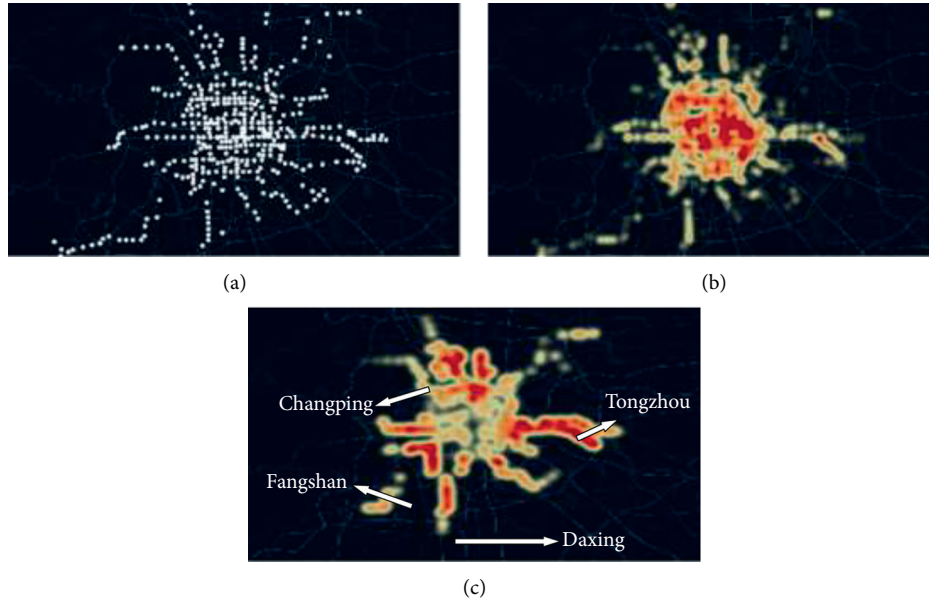 (a)
(b)
Changping
Tongzhou
Fangshan
Daxing
(c)